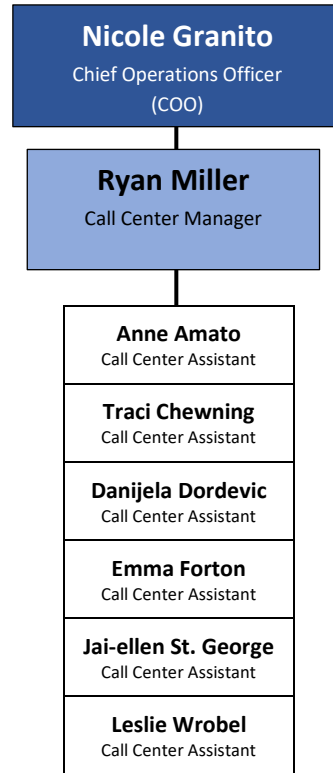 Nicole Granito
Chief Operations Officer
(COO)
Ryan Miller
Call Center Manager
Anne Amato
Call Center Assistant
Traci Chewning
Call Center Assistant
Danijela Dordevic
Call Center Assistant
Emma Forton
Call Center Assistant
Jai-ellen St. George
Call Center Assistant
Leslie Wrobel
Call Center Assistant